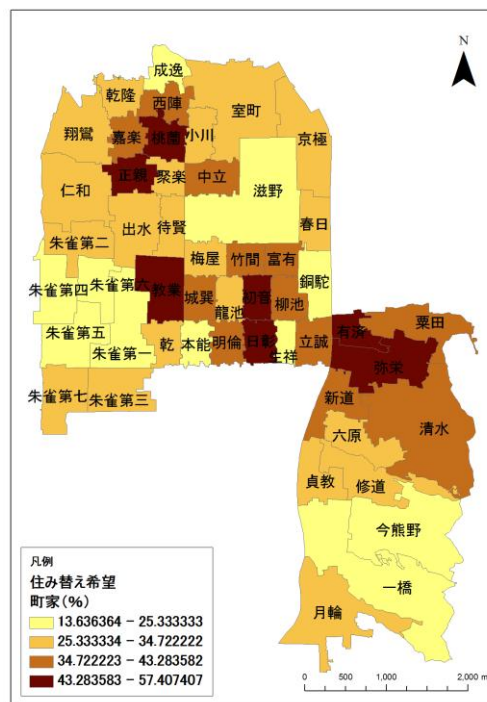 N
成逸
乾隆
西陣
室町
翔鸞
嘉楽
桃薗
小川
京極
正親
聚楽
中立
滋野
仁和
出水
待賢
春日
朱雀第二
梅屋
竹間
富有
朱雀第四
朱雀第六
教業
城巽
龍池
初音
柳池
銅駝
粟田
朱雀第五
有済
朱雀第一
乾
本能
明倫
日彰
生祥
立誠
弥栄
朱雀第七
朱雀第三
新道
清水
六原
貞教
修道
今熊野
一橋
月輪
凡例
住み替え希望
町家(%)
13.636364 - 25.333333
25.333334 - 34.722222
34.722223 - 43.283582
43.283583 - 57.407407
0 500 1,000 2,000 m